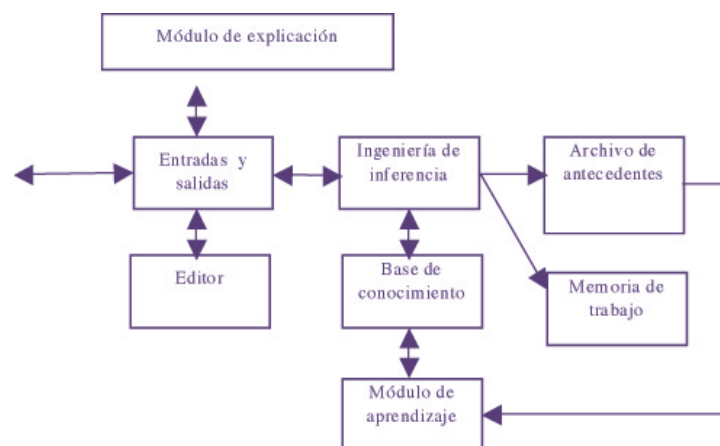 Módulo de explicación
Entradas y
salidas
Ingeniería de
inferencia
Archivo de
antecedentes
Editor
Base de
conocimiento
Memoria de
trabajo
Módulo de
aprendizaje